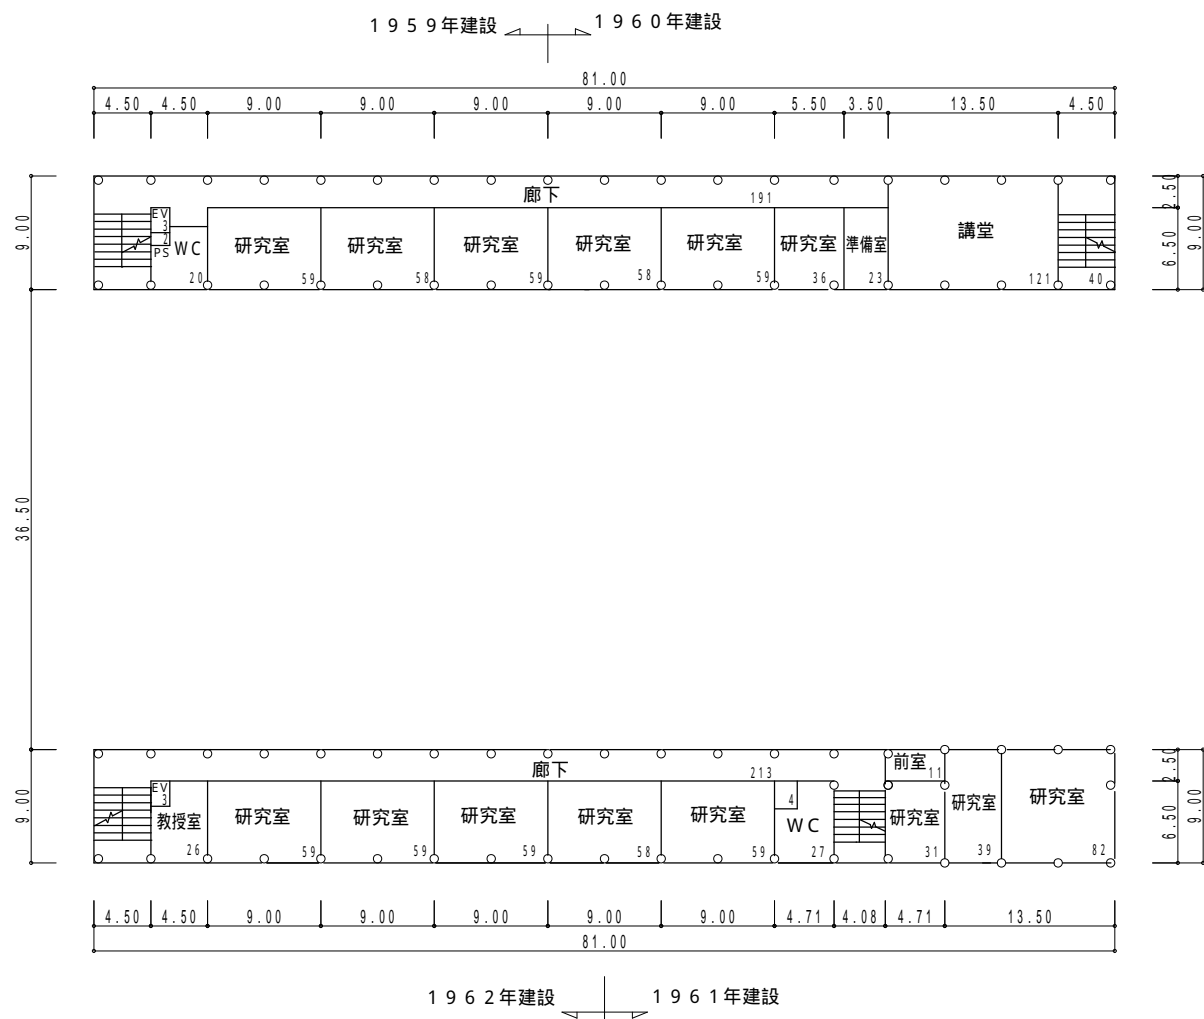 １９５９年建設 １９６０年建設
81.00
4.50 4.50 9.00 9.00 9.00 9.00 9.00 5.50 3.50 13.50 4.50
廊下 191
EV
3
2
PS
WC
20
研究室
59
研究室
58
研究室
59
研究室
58
研究室
59
研究室
36
準備室
23
講堂
121
40
9.00
2.50
6.50
9.00
36.50
廊下 213
EV
3
教授室
26
研究室
59
研究室
59
研究室
59
研究室
58
研究室
59
4
WC
27
前室
11
研究室
31
研究室
39
研究室
82
9.00
2.50
6.50
9.00
4.50 4.50 9.00 9.00 9.00 9.00 9.00 4.71 4.08 4.71 13.50
81.00
１９６２年建設 １９６１年建設